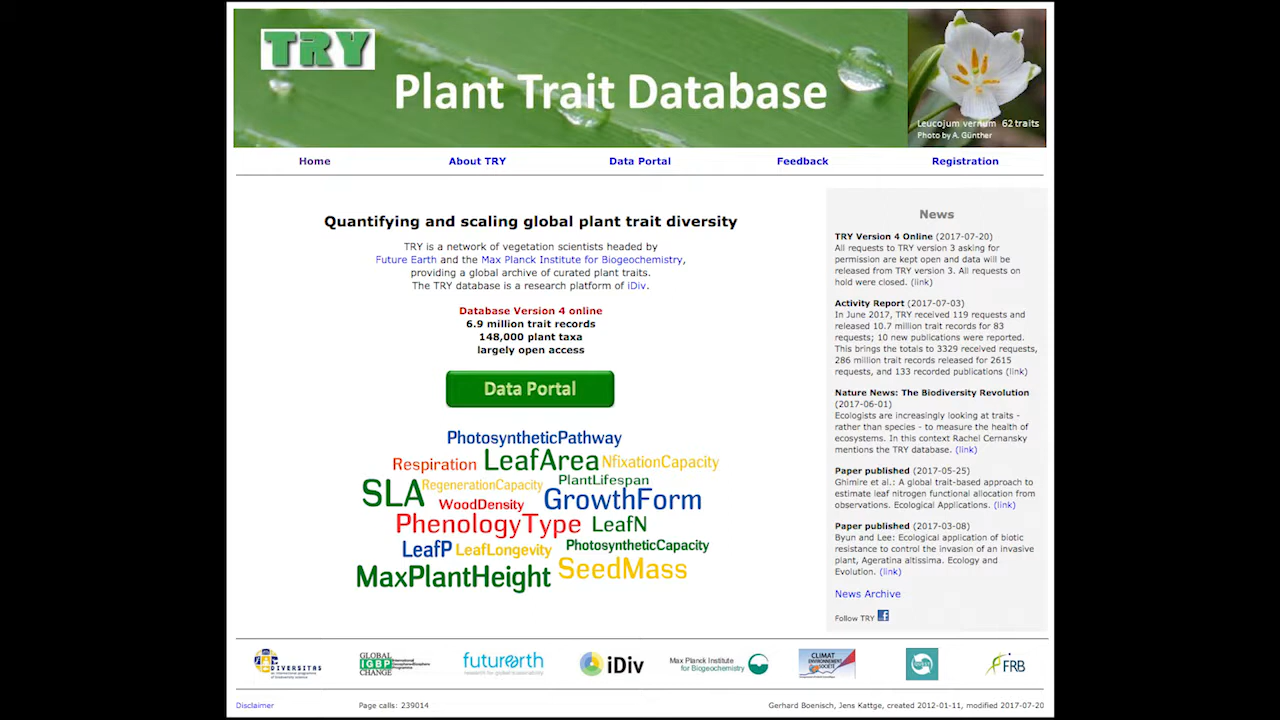 TRY
Plant Trait Database
Leucojum vernum 62 traits
Photo by A. Günther
Home
About TRY
Data Portal
Feedback
Registration
Quantifying and scaling global plant trait diversity
TRY is a network of vegetation scientists headed by
Future Earth and the Max Planck Institute for Biogeochemistry,
providing a global archive of curated plant traits.
The TRY database is a research platform of iDiv.
Database Version 4 online
6.9 million trait records
148,000 plant taxa
largely open access
Data Portal
PhotosyntheticPathway
Respiration LeafArea NfixationCapacity
SLA RegenerationCapacity PlantLifespan
WoodDensity GrowthForm
PhenologyType LeafN
LeafP LeafLongevity PhotosyntheticCapacity
MaxPlantHeight SeedMass
News
TRY Version 4 Online (2017-07-20)
All requests to TRY version 3 asking for
permission are kept open and data will be
released from TRY version 3. All requests on
hold were closed. (link)
Activity Report (2017-07-03)
In June 2017, TRY received 119 requests and
released 10.7 million trait records for 83
requests; 10 new publications were reported.
This brings the totals to 3329 received requests,
286 million trait records released for 2615
requests, and 133 recorded publications (link)
Nature News: The Biodiversity Revolution
(2017-06-01)
Ecologists are increasingly looking at traits -
rather than species - to measure the health of
ecosystems. In this context Rachel Cernansky
mentions the TRY database. (link)
Paper published (2017-05-25)
Ghimire et al.: A global trait-based approach to
estimate leaf nitrogen functional allocation from
observations. Ecological Applications. (link)
Paper published (2017-03-08)
Byun and Lee: Ecological application of biotic
resistance to control the invasion of an invasive
plant, Ageratina altissima. Ecology and
Evolution. (link)
News Archive
Follow TRY
DIVERSITAS
GLOBAL
IGBP
CHANGE
futurearth
iDiv
Max Planck Institute
for Biogeochemistry
CLIMAT
ENVIRONNEMENT
SOCIÉTÉ
FRB
Disclaimer
Page calls: 239014
Gerhard Boenisch, Jens Kattge, created 2012-01-11, modified 2017-07-20